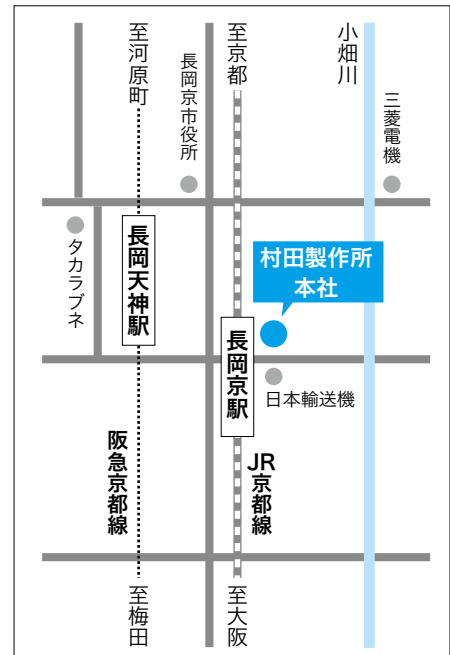 至河原町
長岡京市役所
至京都
小畑川
三菱電機
タカラブネ
長岡天神駅
村田製作所
本社
長岡京駅
日本輸送機
阪急京都線
JR京都線
至梅田
至大阪